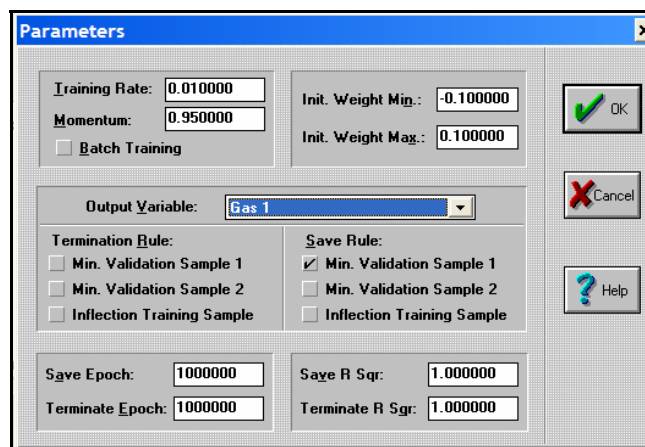 Parameters
Training Rate: 0.010000
Momentum: 0.950000
Batch Training
Init. Weight Min.: -0.100000
Init. Weight Max.: 0.100000
OK
Output Variable: Gas 1
Cancel
Termination Rule:
Min. Validation Sample 1
Min. Validation Sample 2
Inflection Training Sample
Save Rule:
Min. Validation Sample 1
Min. Validation Sample 2
Inflection Training Sample
Help
Save Epoch: 1000000
Terminate Epoch: 1000000
Save R Sqr: 1.000000
Terminate R Sqr: 1.000000